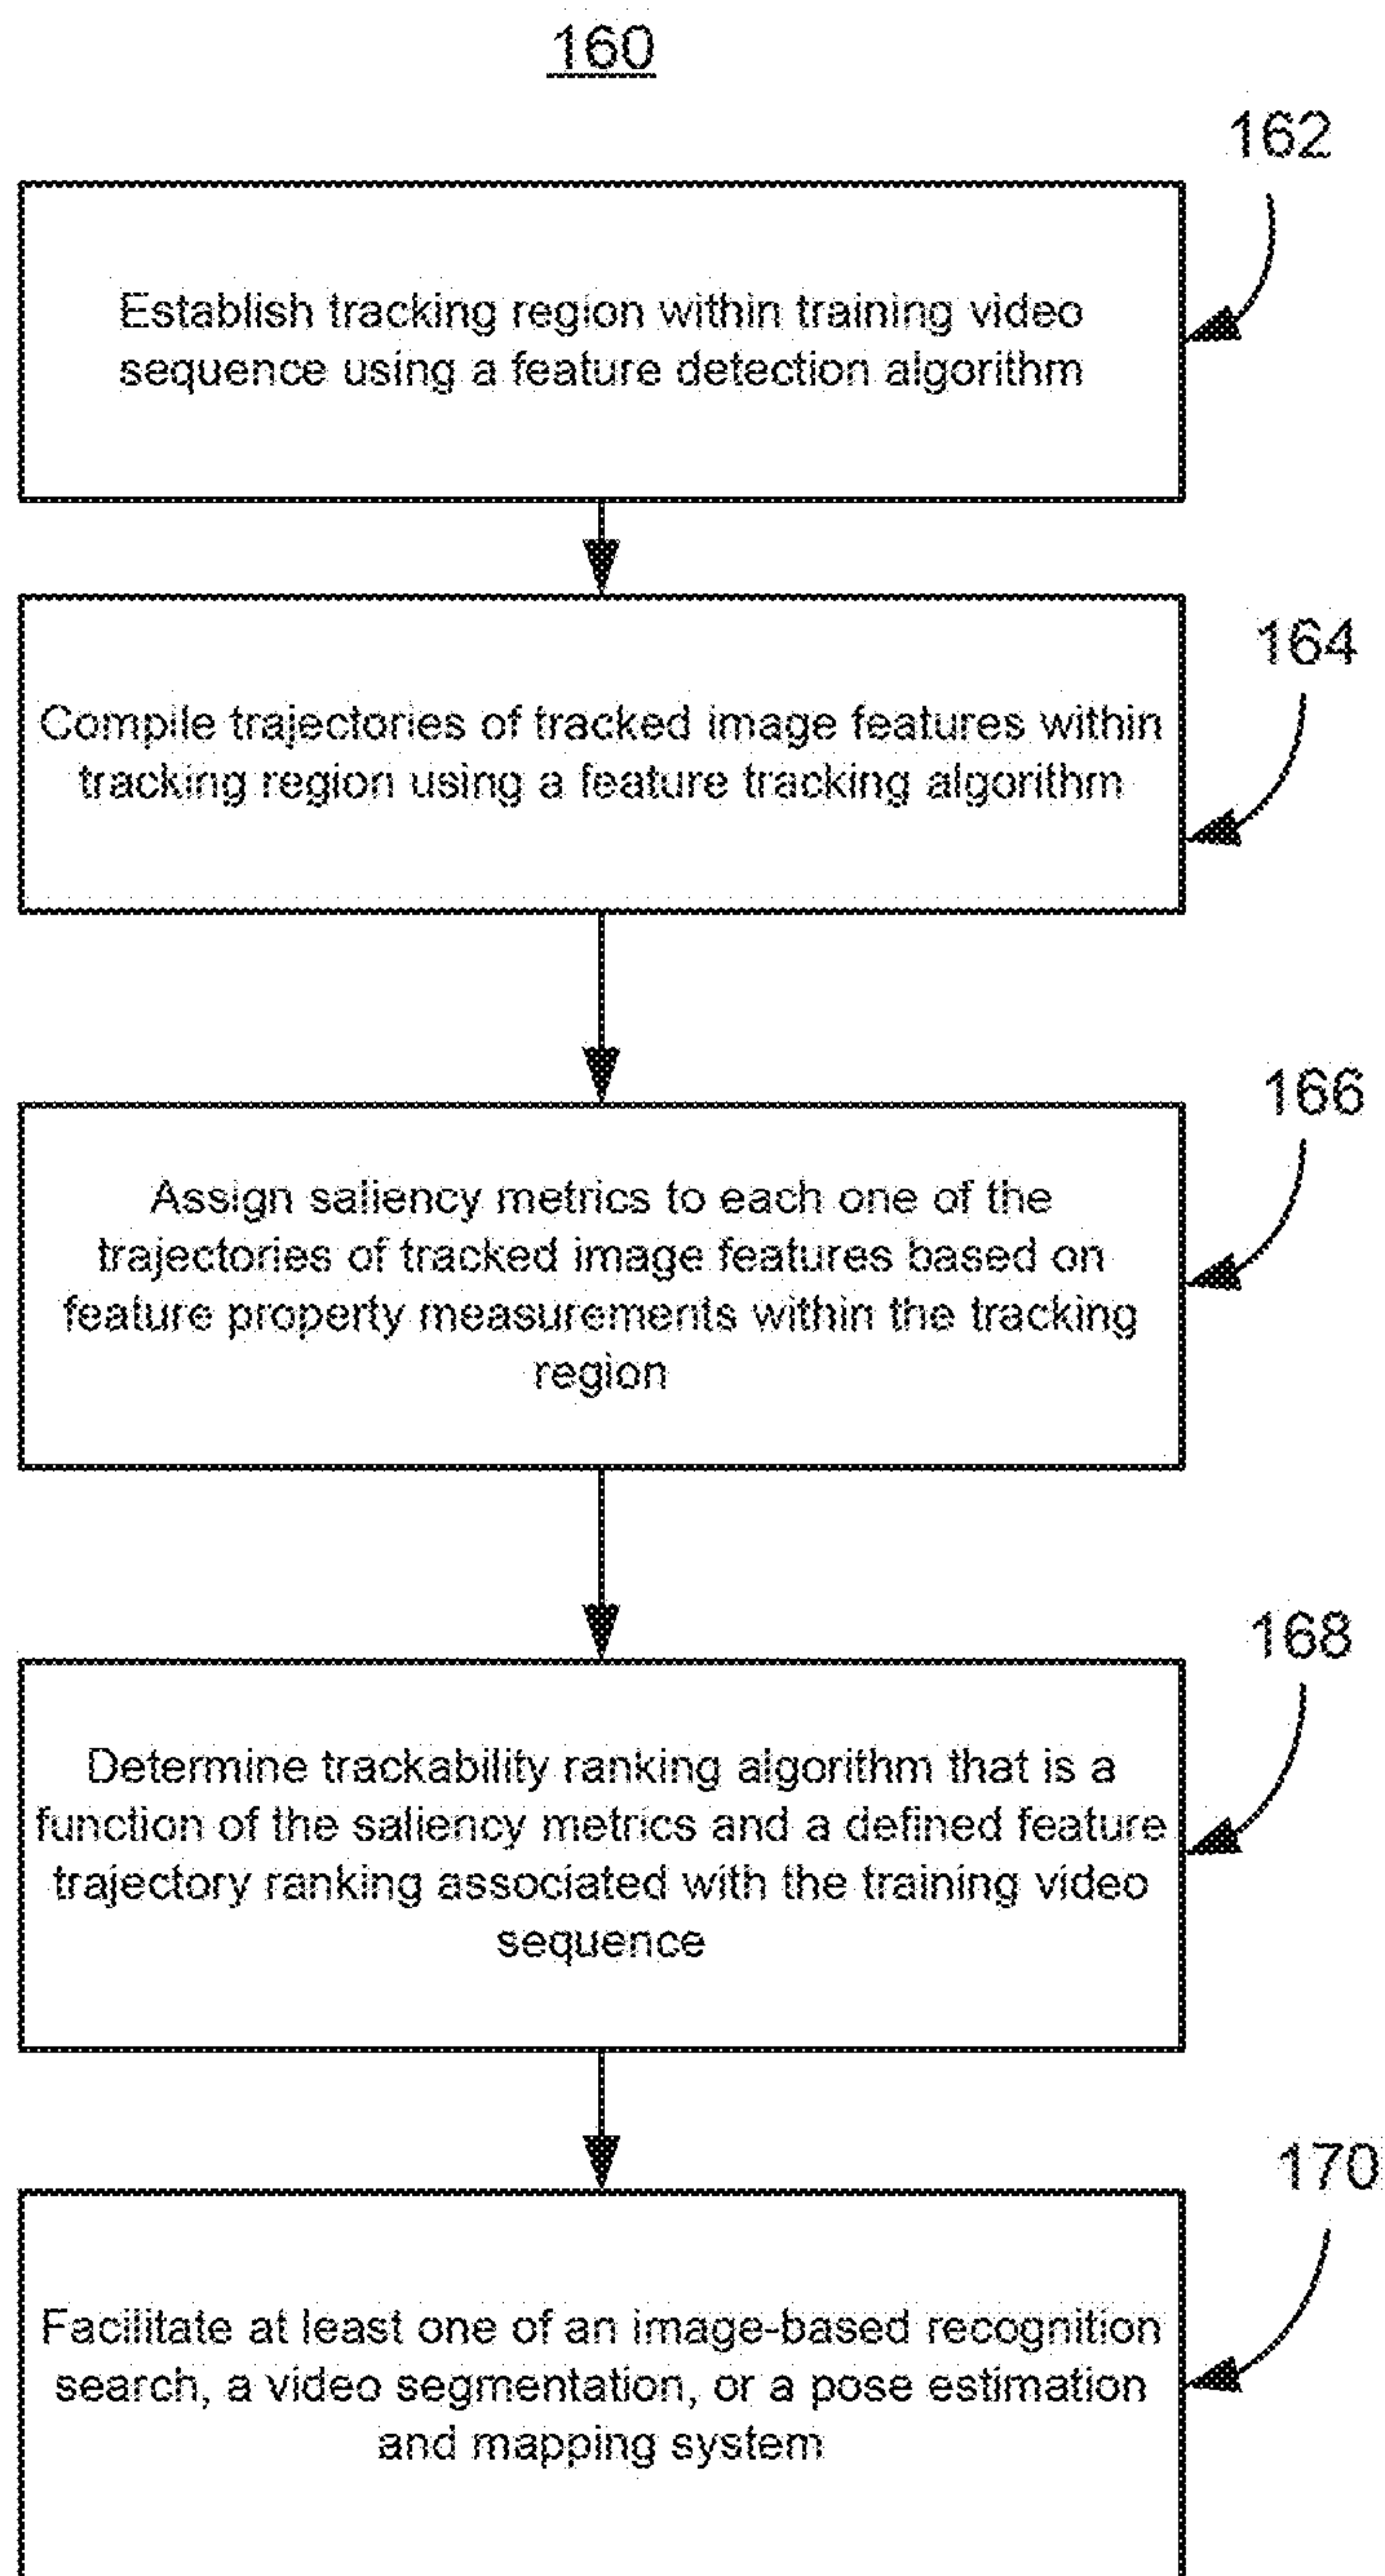 160
162
Establish tracking region within training video
sequence using a feature detection algorithm
164
Compile trajectories of tracked image features within
tracking region using a feature tracking algorithm
166
Assign saliency metrics to each one of the
trajectories of tracked image features based on
feature property measurements within the tracking
region
168
Determine trackability ranking algorithm that is a
function of the saliency metrics and a defined feature
trajectory ranking associated with the training video
sequence
170
Facilitate at least one of an image-based recognition
search, a video segmentation, or a pose estimation
and mapping system